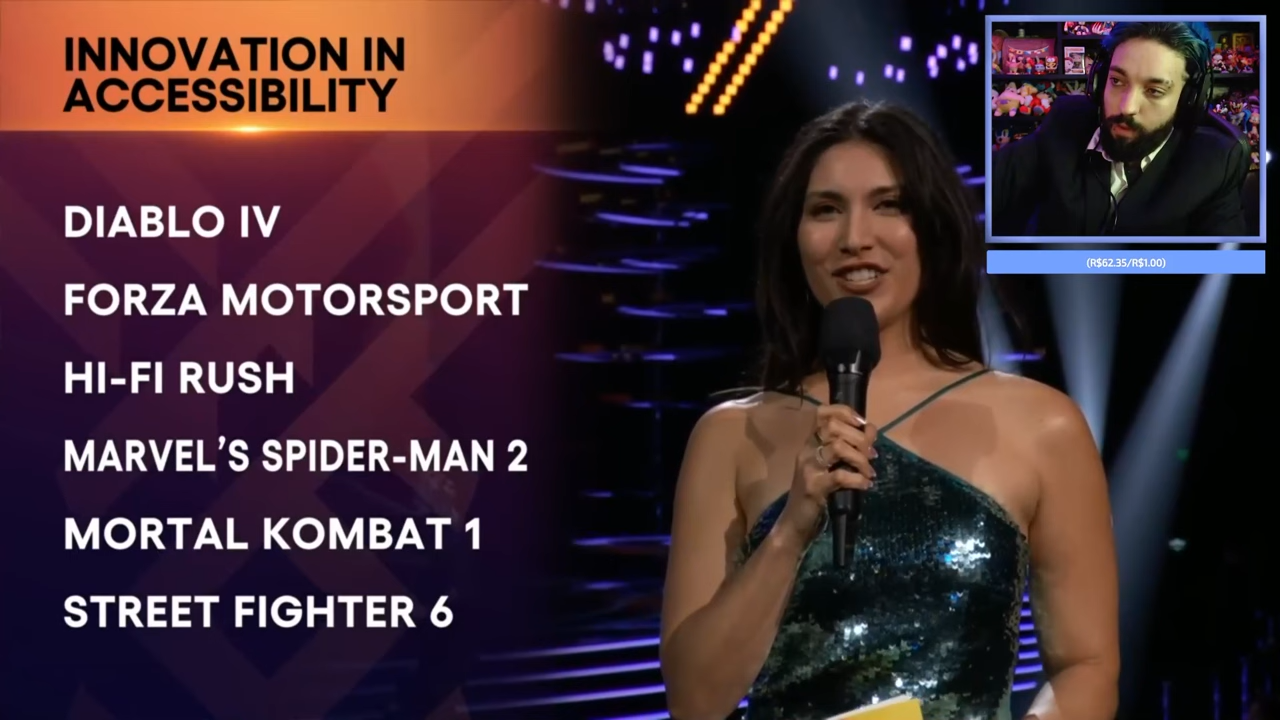 INNOVATION IN
ACCESSIBILITY
DIABLO IV
FORZA MOTORSPORT
HI-FI RUSH
MARVEL'S SPIDER-MAN 2
MORTAL KOMBAT 1
STREET FIGHTER 6
(R$62.35/R$1.00)